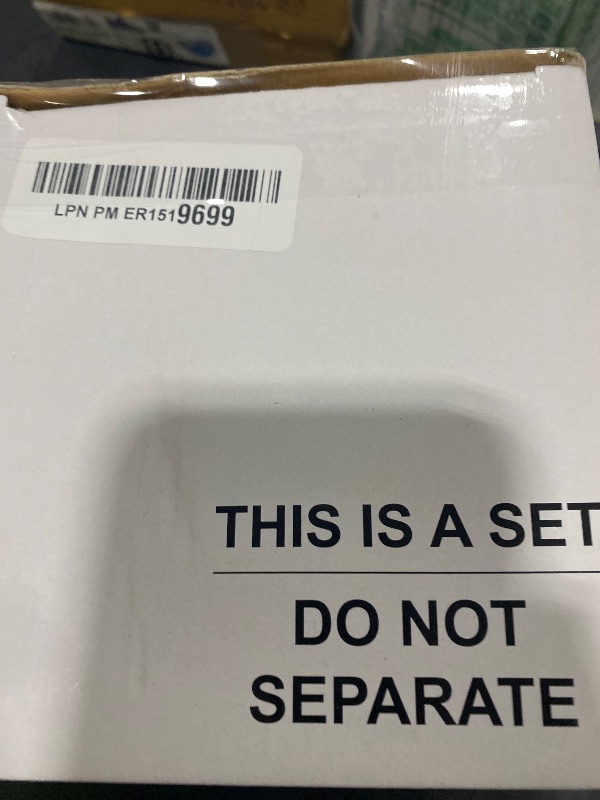 LPN PM ER1519699
THIS IS A SET
DO NOT
SEPARATE